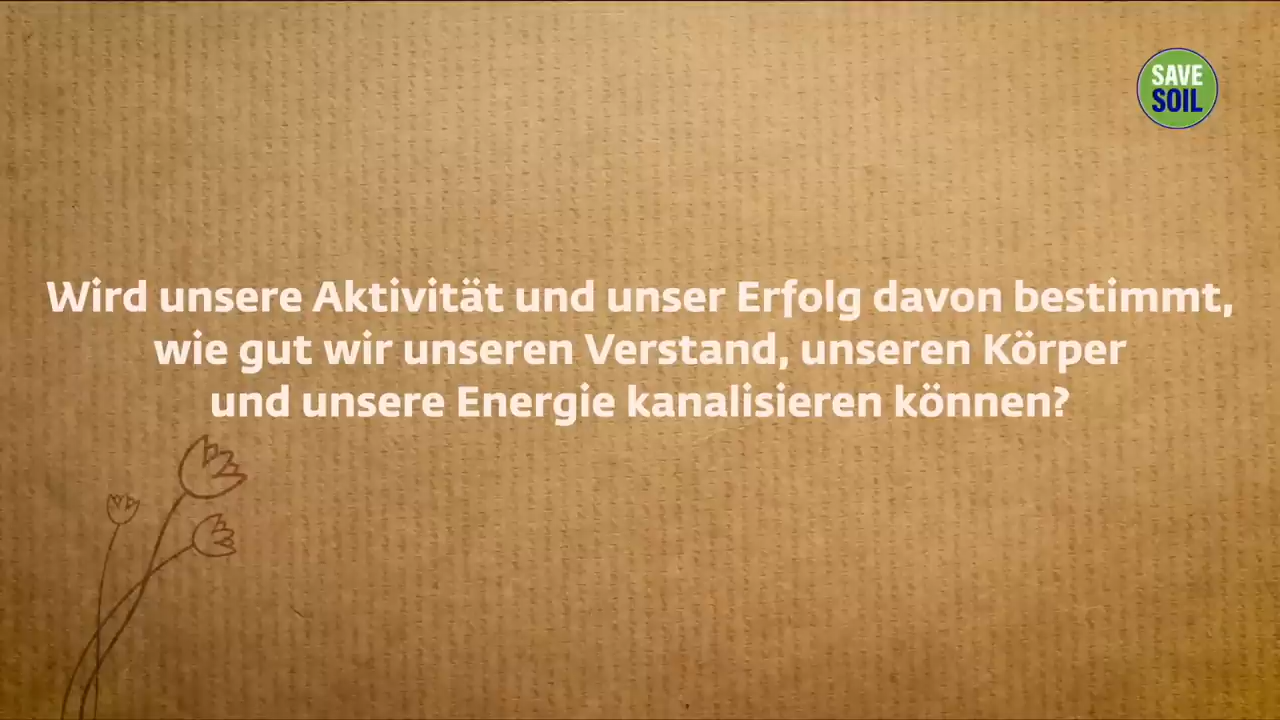 SAVE
SOIL
Wird unsere Aktivität und unser Erfolg davon bestimmt,
wie gut wir unseren Verstand, unseren Körper
und unsere Energie kanalisieren können?